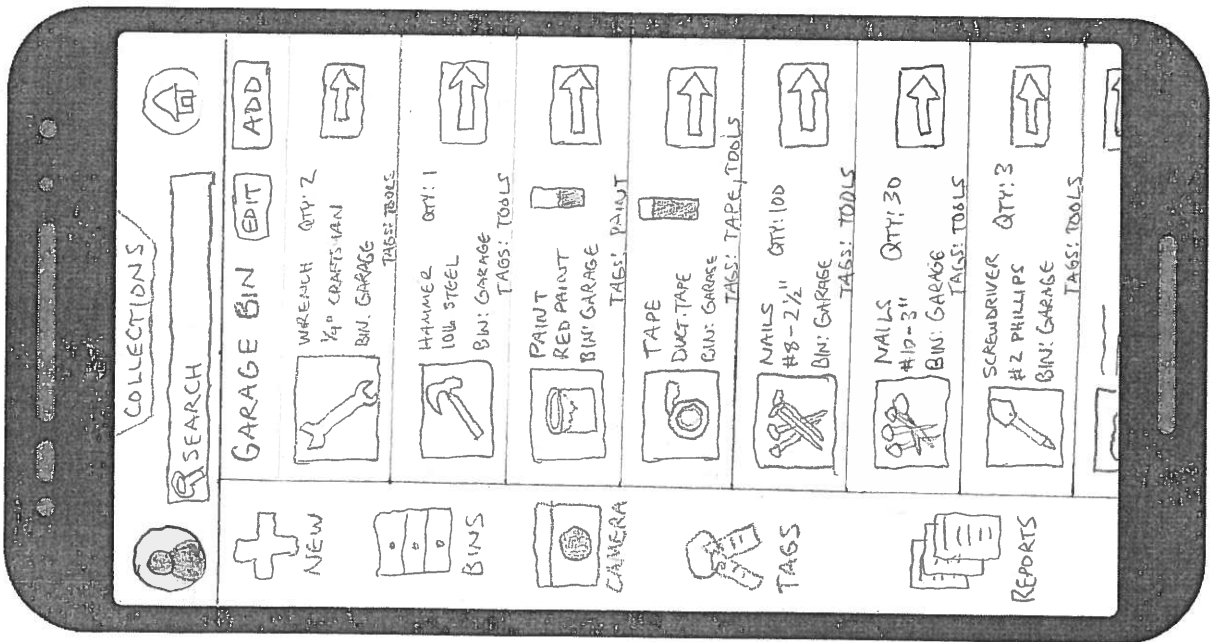 COLLECTIONS
SEARCH
GARAGE BIN
EDIT
ADD
NEW
BINS
CAMERA
TAGS
REPORTS
WRENCH QTY: 2
1/4" CRAFTSMAN
BIN: GARAGE
TAGS: TOOLS
HAMMER QTY: 1
10lb STEEL
BIN: GARAGE
TAGS: TOOLS
PAINT
RED PAINT
BIN: GARAGE
TAGS: PAINT
TAPE
DUCT TAPE
BIN: GARAGE
TAGS: TAPE, TOOLS
NAILS QTY: 100
#8-2½"
BIN: GARAGE
TAGS: TOOLS
NAILS QTY: 30
#10-3"
BIN: GARAGE
TAGS: TOOLS
SCREWDRIVER QTY: 3
#2 PHILLIPS
BIN: GARAGE
TAGS: TOOLS